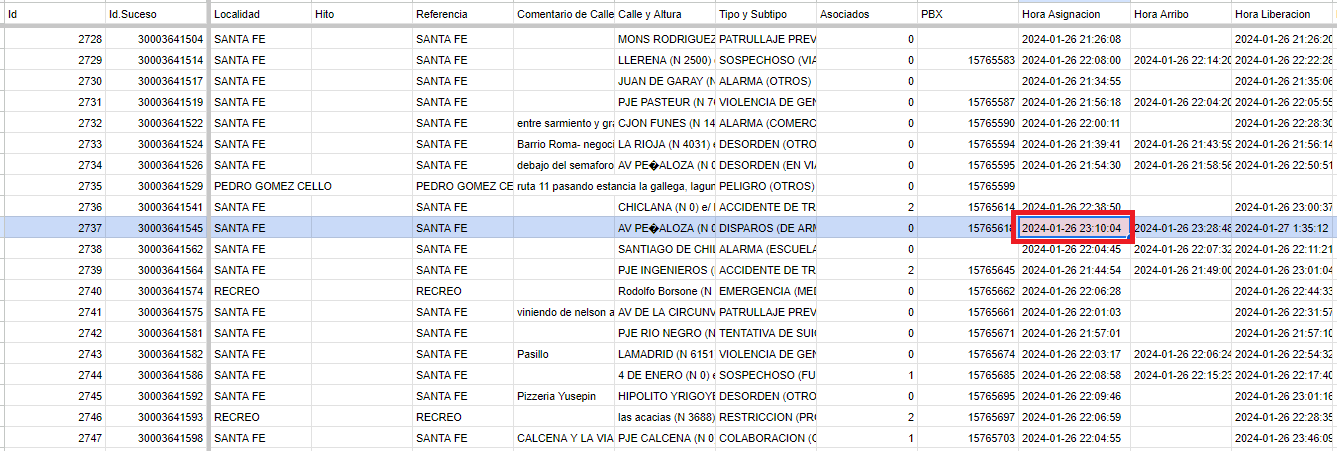 Id Id.Suceso Localidad Hito Referencia Comentario de Calle Calle y Altura Tipo y Subtipo Asociados PBX Hora Asignacion Hora Arribo Hora Liberacion
2728 30003641504 SANTA FE SANTA FE MONS RODRIGUEZ PATRULLAJE PREV 0 2024-01-26 21:26:08 2024-01-26 21:26:20
2729 30003641514 SANTA FE SANTA FE LLERENA (N 2500) SOSPECHOSO (VIA 0 15765583 2024-01-26 22:08:00 2024-01-26 22:14:20 2024-01-26 22:22:28
2730 30003641517 SANTA FE SANTA FE JUAN DE GARAY (N ALARMA (OTROS) 0 2024-01-26 21:34:55 2024-01-26 21:35:06
2731 30003641519 SANTA FE SANTA FE PJE PASTEUR (N 76 VIOLENCIA DE GEN 0 15765587 2024-01-26 21:56:18 2024-01-26 22:04:20 2024-01-26 22:05:55
2732 30003641522 SANTA FE SANTA FE entre sarmiento y gra CJON FUNES (N 14 ALARMA (COMERC 0 15765590 2024-01-26 22:00:11 2024-01-26 22:28:30
2733 30003641524 SANTA FE SANTA FE Barrio Roma- negoci LA RIOJA (N 4031) e DESORDEN (OTRO 0 15765594 2024-01-26 21:39:41 2024-01-26 21:43:59 2024-01-26 21:56:14
2734 30003641526 SANTA FE SANTA FE debajo del semaforo AV PE�ALOZA (N 0 DESORDEN (EN VIA 0 15765595 2024-01-26 21:54:30 2024-01-26 21:58:56 2024-01-26 22:50:51
2735 30003641529 PEDRO GOMEZ CELLO PEDRO GOMEZ CE ruta 11 pasando estancia la gallega, lagun PELIGRO (OTROS) 0 15765599
2736 30003641541 SANTA FE SANTA FE CHICLANA (N 0) e/ ACCIDENTE DE TR 2 15765614 2024-01-26 22:38:50 2024-01-26 23:00:37
2737 30003641545 SANTA FE SANTA FE AV PE�ALOZA (N 0 DISPAROS (DE ARM 0 1576561 2024-01-26 23:10:04 2024-01-26 23:28:48 2024-01-27 1:35:12
2738 30003641562 SANTA FE SANTA FE SANTIAGO DE CHIL ALARMA (ESCUELA 0 2024-01-26 22:04:45 2024-01-26 22:07:32 2024-01-26 22:11:21
2739 30003641564 SANTA FE SANTA FE PJE INGENIEROS ( ACCIDENTE DE TR 2 15765645 2024-01-26 21:44:54 2024-01-26 21:49:00 2024-01-26 23:01:04
2740 30003641574 RECREO RECREO Rodolfo Borsone (N EMERGENCIA (MED 0 15765662 2024-01-26 22:06:28 2024-01-26 22:44:33
2741 30003641575 SANTA FE SANTA FE viniendo de nelson a AV DE LA CIRCUNV PATRULLAJE PREV 0 15765661 2024-01-26 22:01:03 2024-01-26 22:31:57
2742 30003641581 SANTA FE SANTA FE PJE RIO NEGRO (N TENTATIVA DE SUIC 0 15765671 2024-01-26 21:57:01 2024-01-26 21:57:10
2743 30003641582 SANTA FE SANTA FE Pasillo LAMADRID (N 6151 VIOLENCIA DE GEN 0 15765674 2024-01-26 22:03:17 2024-01-26 22:06:24 2024-01-26 22:54:32
2744 30003641586 SANTA FE SANTA FE 4 DE ENERO (N 0) e SOSPECHOSO (FU 1 15765685 2024-01-26 22:08:58 2024-01-26 22:15:23 2024-01-26 22:17:40
2745 30003641592 SANTA FE SANTA FE Pizzeria Yusepin HIPOLITO YRIGOYE DESORDEN (OTRO 0 15765695 2024-01-26 22:09:46 2024-01-26 23:01:16
2746 30003641593 RECREO RECREO las acacias (N 3688) RESTRICCION (PRO 2 15765697 2024-01-26 22:06:59 2024-01-26 22:28:35
2747 30003641598 SANTA FE SANTA FE CALCENA Y LA VIA PJE CALCENA (N 0 COLABORACION (C 1 15765703 2024-01-26 22:04:55 2024-01-26 23:46:09